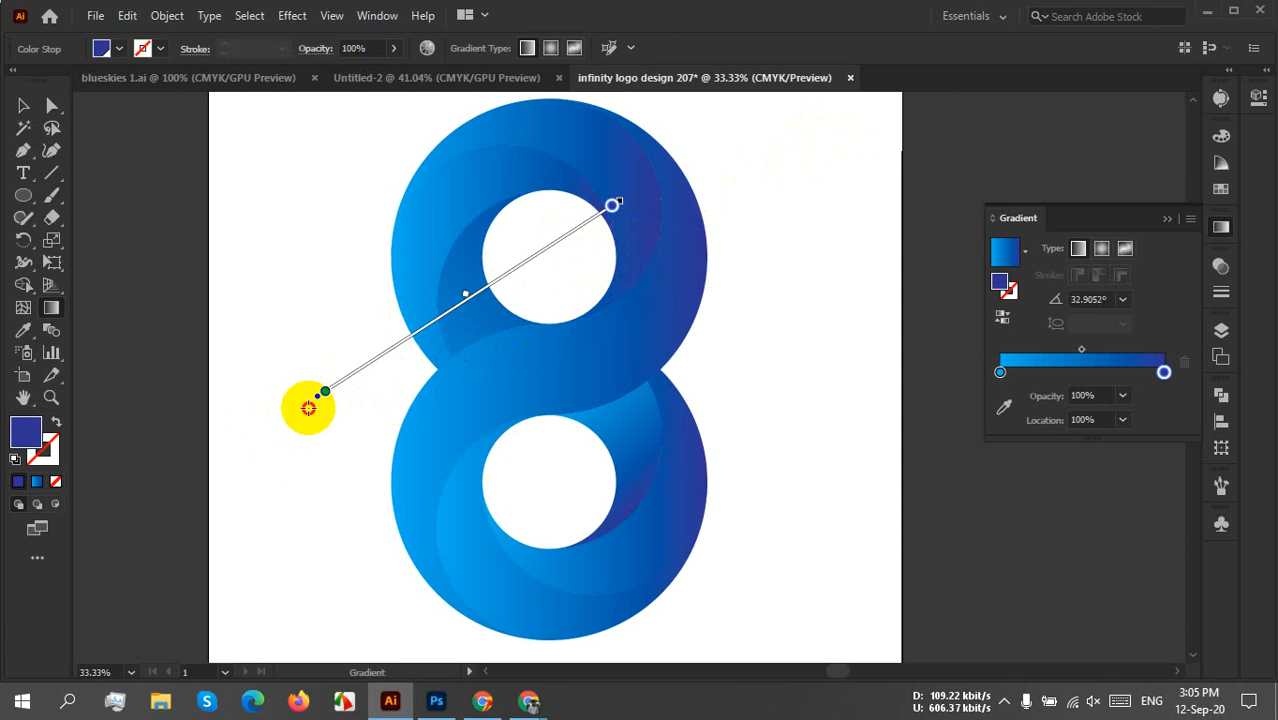 Ai File Edit Object Type Select Effect View Window Help Essentials Search Adobe Stock
Color Stop Stroke: Opacity: 100% Gradient Type:
blueskies 1.ai @ 100% (CMYK/GPU Preview) Untitled-2 @ 41.04% (CMYK/GPU Preview) infinity logo design 207* @ 33.33% (CMYK/Preview)
Gradient
Type:
Stroke:
32.9052°
Opacity: 100%
Location: 100%
33.33% 1 Gradient
S Ai Ps
D: 109.22 kbit/s
U: 606.37 kbit/s
ENG
3:05 PM
12-Sep-20